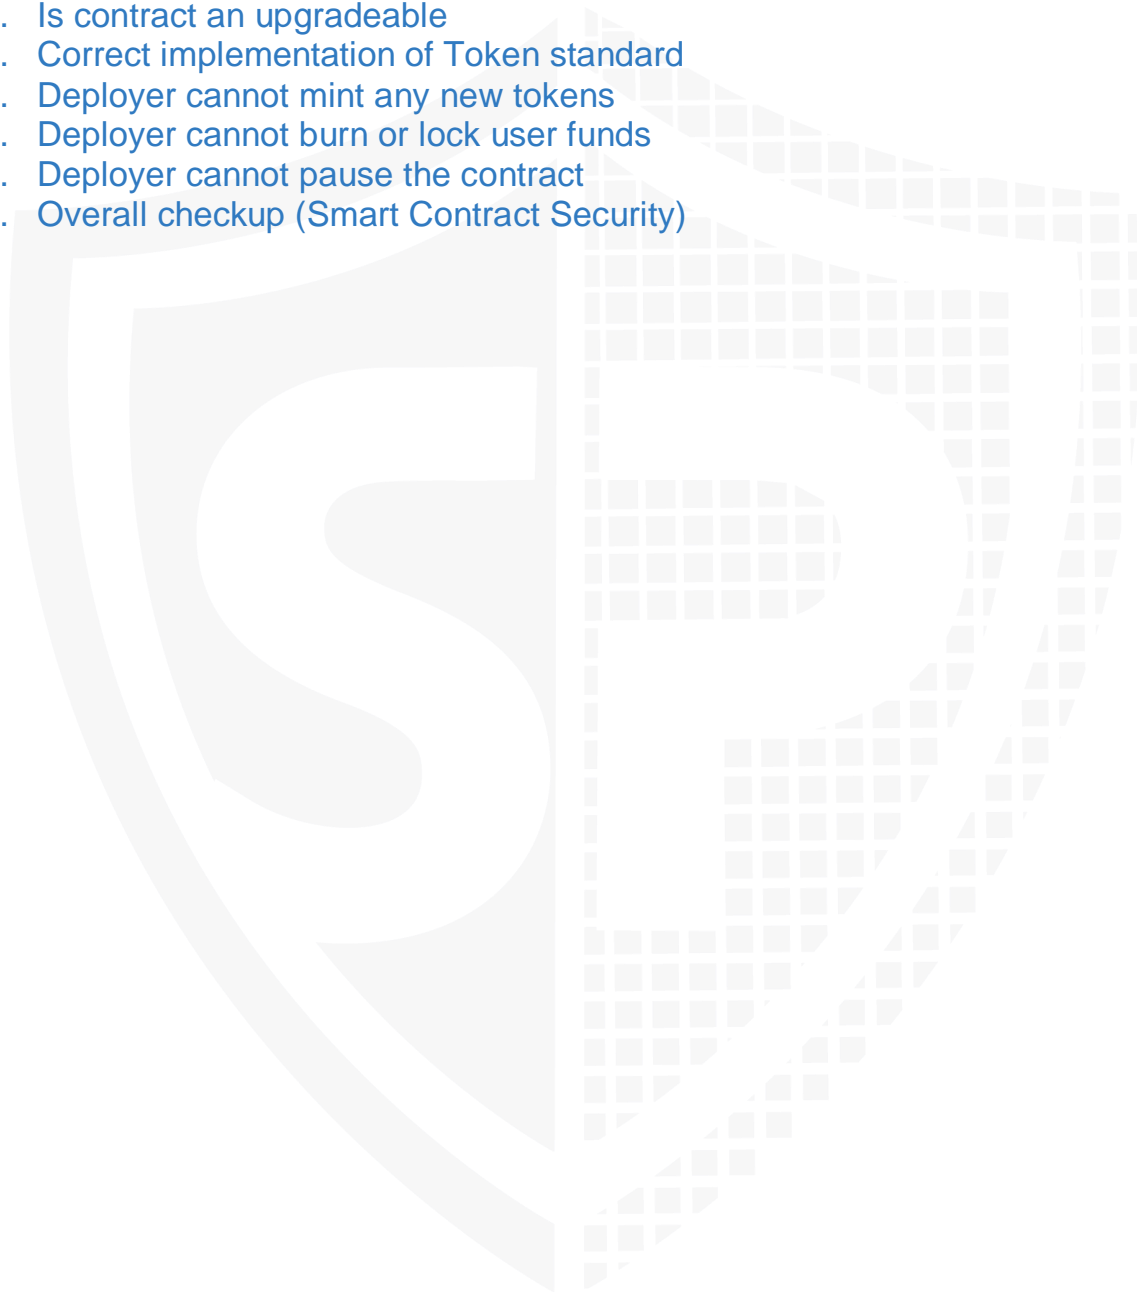 . Is contract an upgradeable
. Correct implementation of Token standard
. Deployer cannot mint any new tokens
. Deployer cannot burn or lock user funds
. Deployer cannot pause the contract
. Overall checkup (Smart Contract Security)
SP